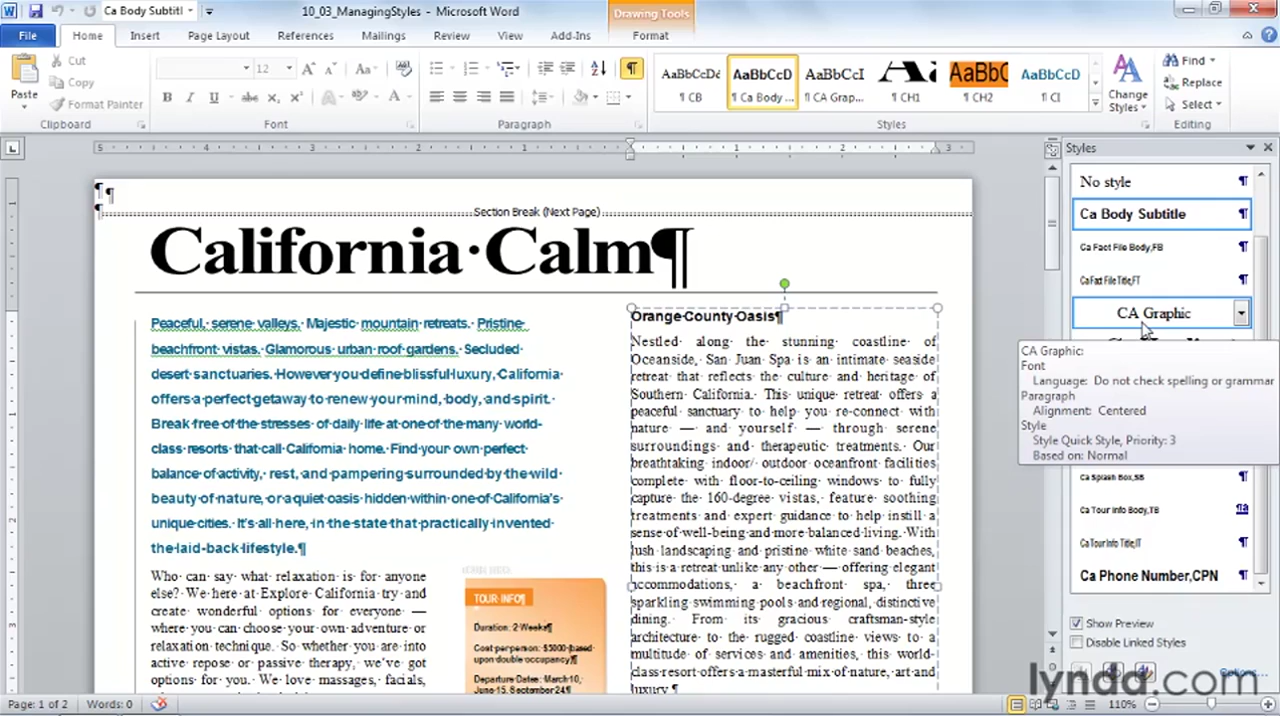 Ca Body Subtitl
10_03_ManagingStyles - Microsoft Word
Drawing Tools
File Home Insert Page Layout References Mailings Review View Add-Ins Format
Paste
Cut
Copy
Format Painter
Clipboard
12
Font
Paragraph
AaBbCcDd AaBbCcD AaBbCcI AaBbC AaBbCcD
¶ CB ¶ Ca Body ... ¶ CA Grap... ¶ CH1 ¶ CH2 ¶ CI
Change Styles
Styles
Find
Replace
Select
Editing
5 4 3 2 1 1 2 3
Styles
No style
Ca Body Subtitle
Ca Fact File Body,FB
Ca Fact File Title,FT
CA Graphic
CA Graphic:
Font
Language: Do not check spelling or grammar
Paragraph
Alignment: Centered
Style
Style Quick Style, Priority: 3
Based on: Normal
Ca Splash Box,SB
Ca Tour Info Body,TB
Ca Tour Info Title,IT
Ca Phone Number,CPN
Show Preview
Disable Linked Styles
Options...
Section Break (Next Page)
California·Calm¶
Peaceful, serene valleys. Majestic mountain retreats. Pristine
beachfront vistas. Glamorous urban roof gardens. Secluded
desert sanctuaries. However you define blissful luxury, California
offers a perfect getaway to renew your mind, body, and spirit.
Break free of the stresses of daily life at one of the many world-
class resorts that call California home. Find your own perfect
balance of activity, rest, and pampering surrounded by the wild
beauty of nature, or a quiet oasis hidden within one of California's
unique cities. It's all here, in the state that practically invented
the laid-back lifestyle.¶
Who can say what relaxation is for anyone
else? We here at Explore California try and
create wonderful options for everyone —
where you can choose your own adventure or
relaxation technique. So whether you are into
active repose or passive therapy, we've got
options for you. We love massages, facials,
TOUR INFO¶
Duration: 2 Weeks¶
Cost per person: $5000 (based
upon double occupancy)¶
Departure Dates: March 10,
June 15, September 24¶
Orange County Oasis¶
Nestled along the stunning coastline of
Oceanside, San Juan Spa is an intimate seaside
retreat that reflects the culture and heritage of
Southern California. This unique retreat offers a
peaceful sanctuary to help you re-connect with
nature — and yourself — through serene
surroundings and therapeutic treatments. Our
breathtaking indoor/ outdoor oceanfront facilities
complete with floor-to-ceiling windows to fully
capture the 160-degree vistas, feature soothing
treatments and expert guidance to help instill a
sense of well-being and more balanced living. With
lush landscaping and pristine white sand beaches,
this is a retreat unlike any other — offering elegant
accommodations, a beachfront spa, three
sparkling swimming pools and regional, distinctive
dining. From its gracious craftsman-style
architecture to the rugged coastline views to a
multitude of services and amenities, this world-
class resort offers a masterful mix of nature, art and
luxury.¶
Page: 1 of 2 Words: 0
110%
lynda.com